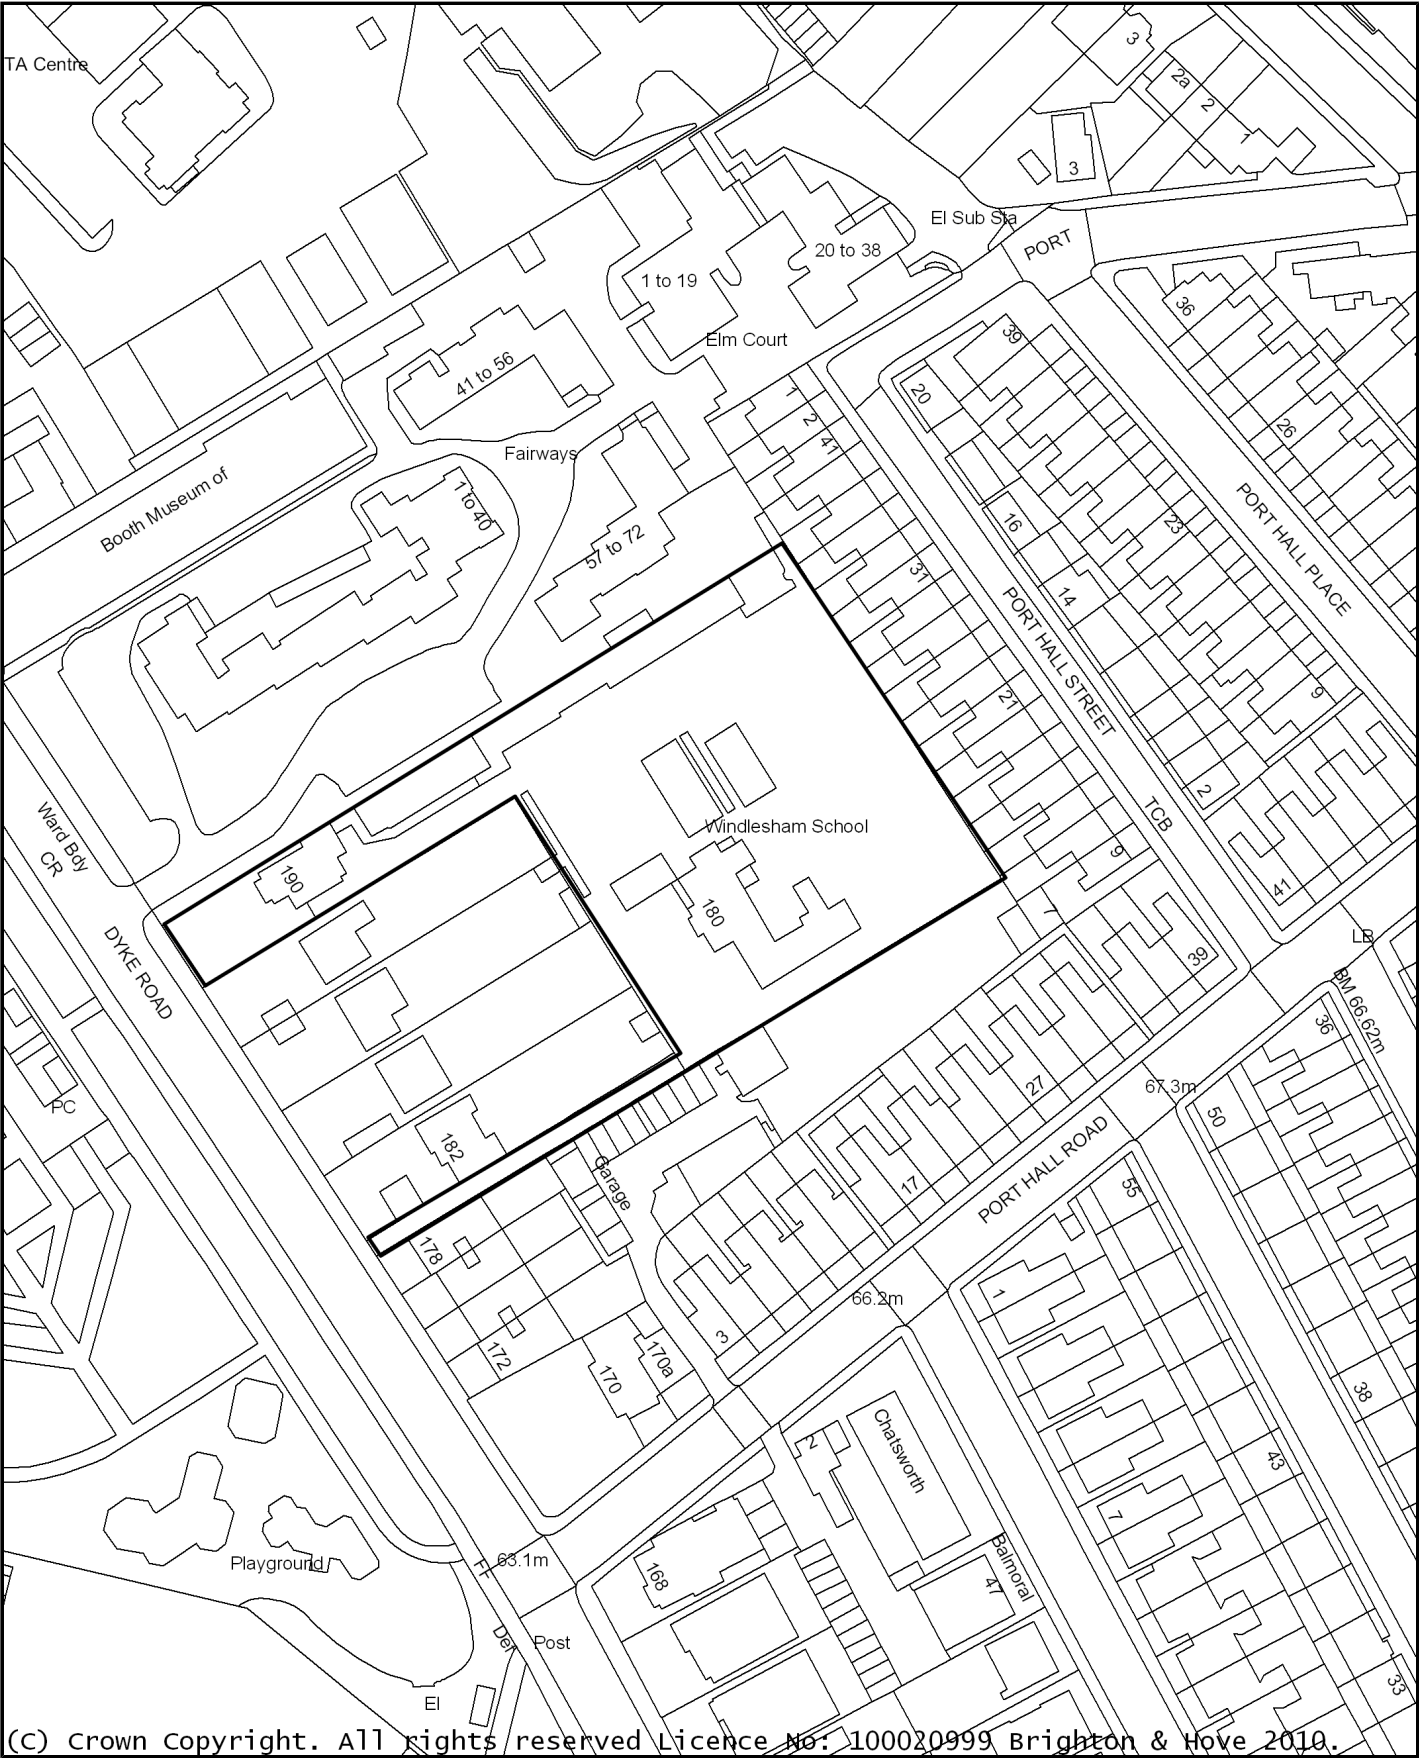 TA Centre
3
2a
2
1
3
El Sub Sta
PORT
20 to 38
1 to 19
Elm Court
36
39
20
41 to 56
1
2
41
26
Fairways
Booth Museum of
1 to 40
PORT HALL PLACE
23
16
57 to 72
31
14
PORT HALL STREET
21
9
2
Ward Bdy
CR
TCB
Windlesham School
9
190
41
180
7
LB
DYKE ROAD
39
BM 66.62m
36
PC
27
67.3m
50
182
PORT HALL ROAD
Garage
17
55
178
66.2m
1
3
172
170
170a
38
Chatsworth
2
43
7
Playground
FF
63.1m
168
Balmoral
47
Def
Post
33
El
(c) Crown Copyright. All rights reserved Licence No: 100020999 Brighton & Hove 2010.